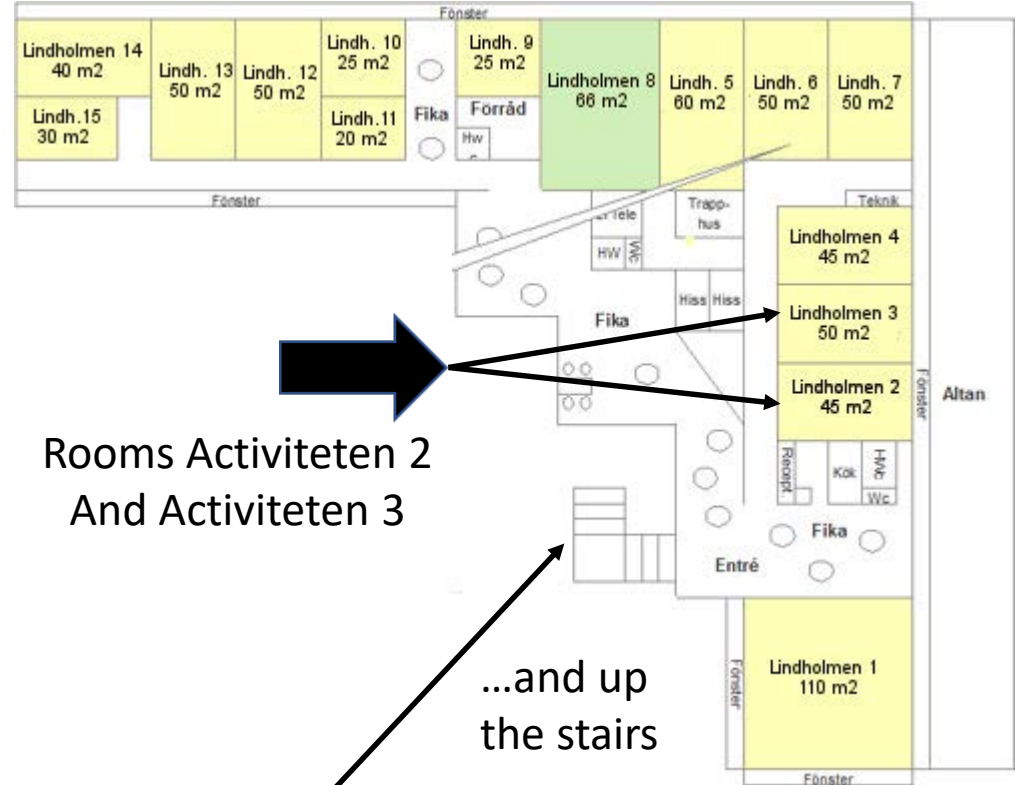 Fönster
Lindholmen 14
40 m2
Lindh.15
30 m2
Lindh. 13
50 m2
Lindh. 12
50 m2
Lindh. 10
25 m2
Lindh.11
20 m2
Fika
Lindh. 9
25 m2
Förråd
Hw
Lindholmen 8
66 m2
Lindh. 5
60 m2
Lindh. 6
50 m2
Lindh. 7
50 m2
Fönster
Tele
HW
Wc
Trapp-
hus
Teknik
Lindholmen 4
45 m2
Hiss
Hiss
Fika
Lindholmen 3
50 m2
Lindholmen 2
45 m2
Fönster
Altan
Rooms Activiteten 2
And Activiteten 3
Recept.
Kök
Wc
Fika
Entré
...and up
the stairs
Fönster
Lindholmen 1
110 m2
Fönster